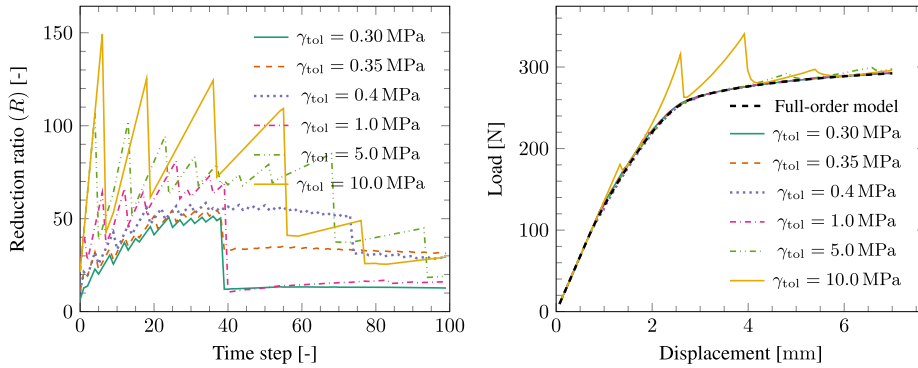 150
100
50
0
Reduction ratio (R) [-]
γtol = 0.30 MPa
γtol = 0.35 MPa
γtol = 0.4 MPa
γtol = 1.0 MPa
γtol = 5.0 MPa
γtol = 10.0 MPa
0 20 40 60 80 100
Time step [-]
300
200
100
0
Load [N]
Full-order model
γtol = 0.30 MPa
γtol = 0.35 MPa
γtol = 0.4 MPa
γtol = 1.0 MPa
γtol = 5.0 MPa
γtol = 10.0 MPa
0 2 4 6
Displacement [mm]